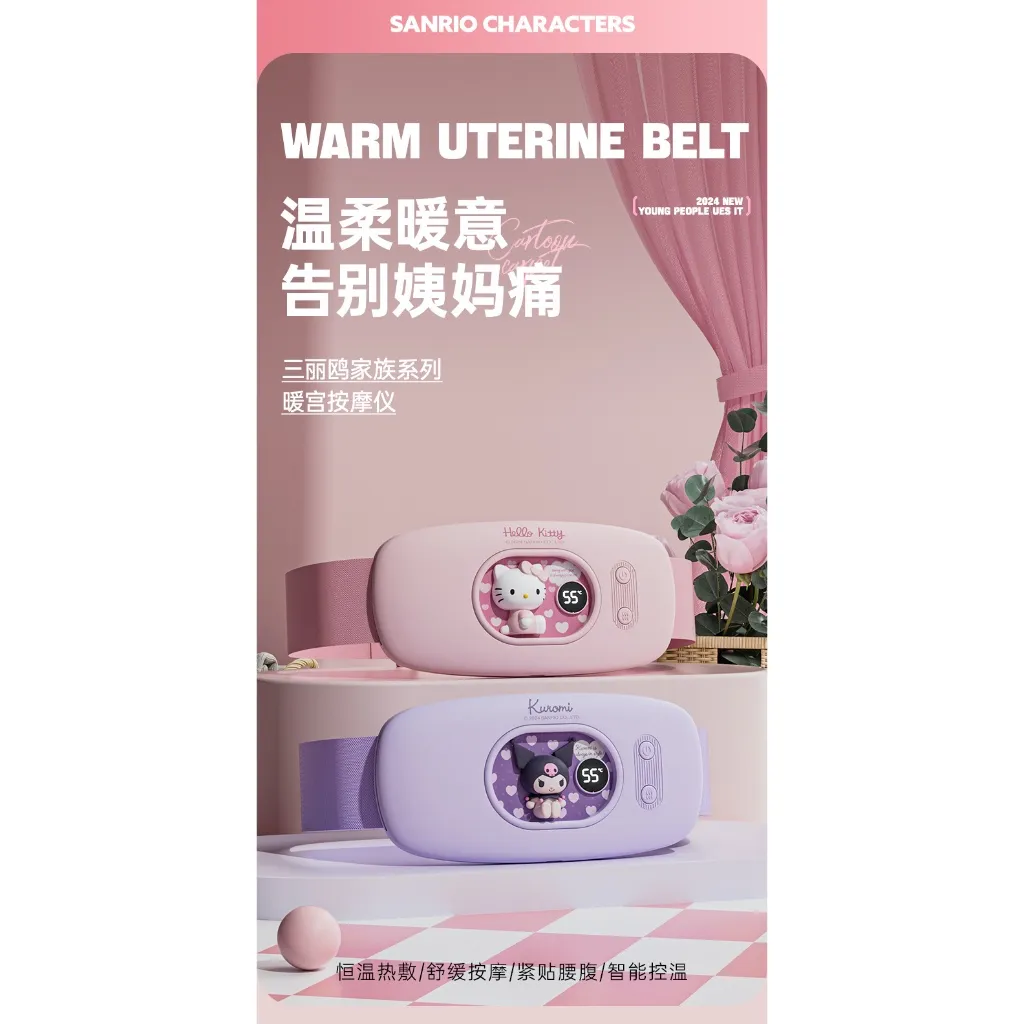 SANRIO CHARACTERS
WARM UTERINE BELT
温柔暖意
2024 NEW
YOUNG PEOPLE UES IT
告别姨妈痛
三丽鸥家族系列
暖宫按摩仪
Hello Kitty
55℃
Kuromi
55℃
恒温热敷/舒缓按摩/紧贴腰腹/智能控温